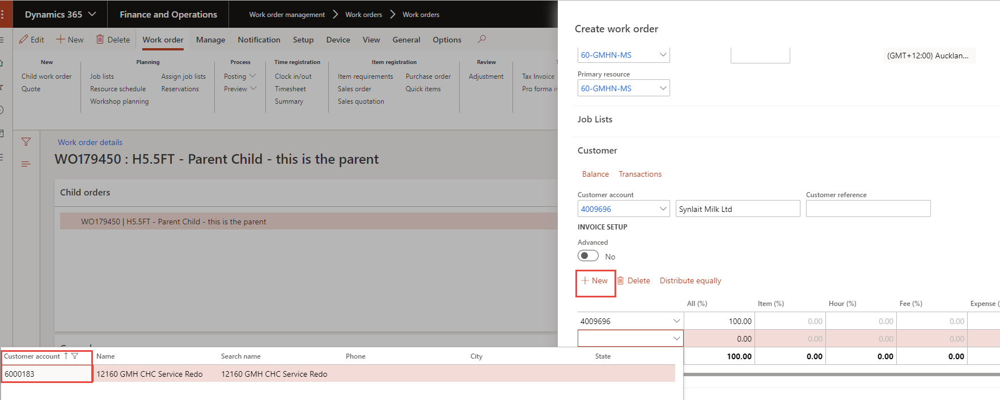 Dynamics 365
Finance and Operations
Work order management
Work orders
Work orders
Edit
New
Delete
Work order
Manage
Notification
Setup
Device
View
General
Options
New
Child work order
Quote
Planning
Job lists
Assign job lists
Resource schedule
Reservations
Workshop planning
Process
Posting
Preview
Time registration
Clock in/out
Timesheet
Summary
Item registration
Item requirements
Purchase order
Sales order
Quick items
Sales quotation
Review
Adjustment
Tax Invoice
Pro forma
Work order details
WO179450 : H5.5FT - Parent Child - this is the parent
Child orders
WO179450 | H5.5FT - Parent Child - this is the parent
Create work order
60-GMHN-MS
(GMT+12:00) Aucklan...
Primary resource
60-GMHN-MS
Job Lists
Customer
Balance
Transactions
Customer account
Customer reference
4009696
Synlait Milk Ltd
INVOICE SETUP
Advanced
No
New
Delete
Distribute equally
All (%)
Item (%)
Hour (%)
Fee (%)
Expense (
4009696
100.00
0.00
0.00
0.00
0.00
0.00
0.00
0.00
100.00
0.00
0.00
0.00
Customer account
Name
Search name
Phone
City
State
6000183
12160 GMH CHC Service Redo
12160 GMH CHC Service Redo